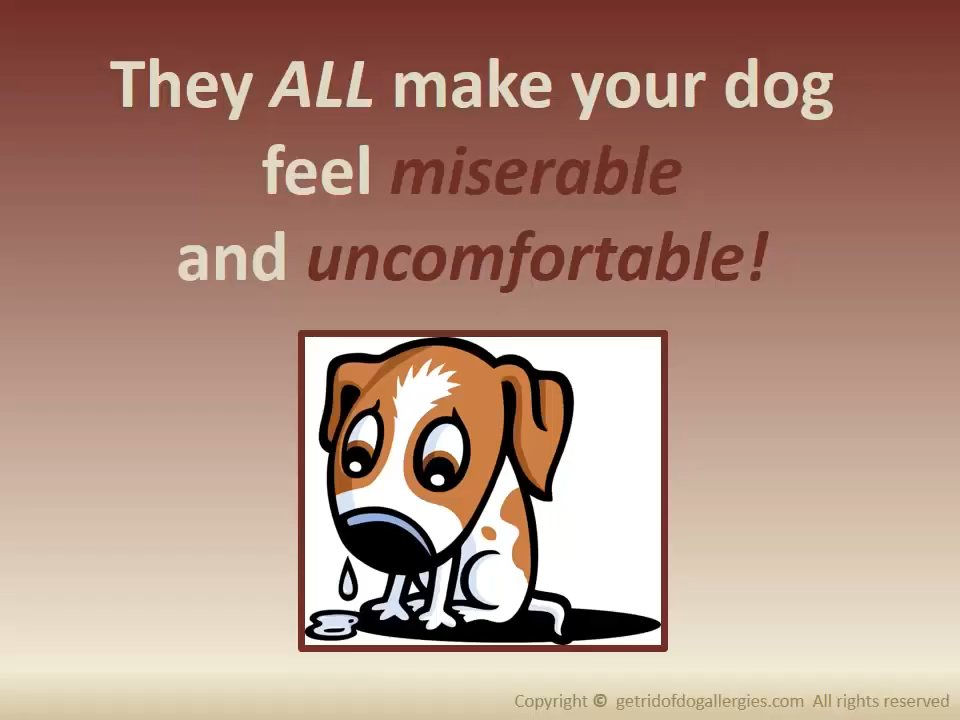 They ALL make your dog
feel miserable
and uncomfortable!
Copyright © getridofdogallergies.com All rights reserved